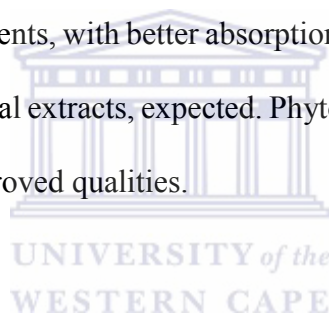 ents, with better absorption
al extracts, expected. Phyto
roved qualities.
UNIVERSITY of the
WESTERN CAPE